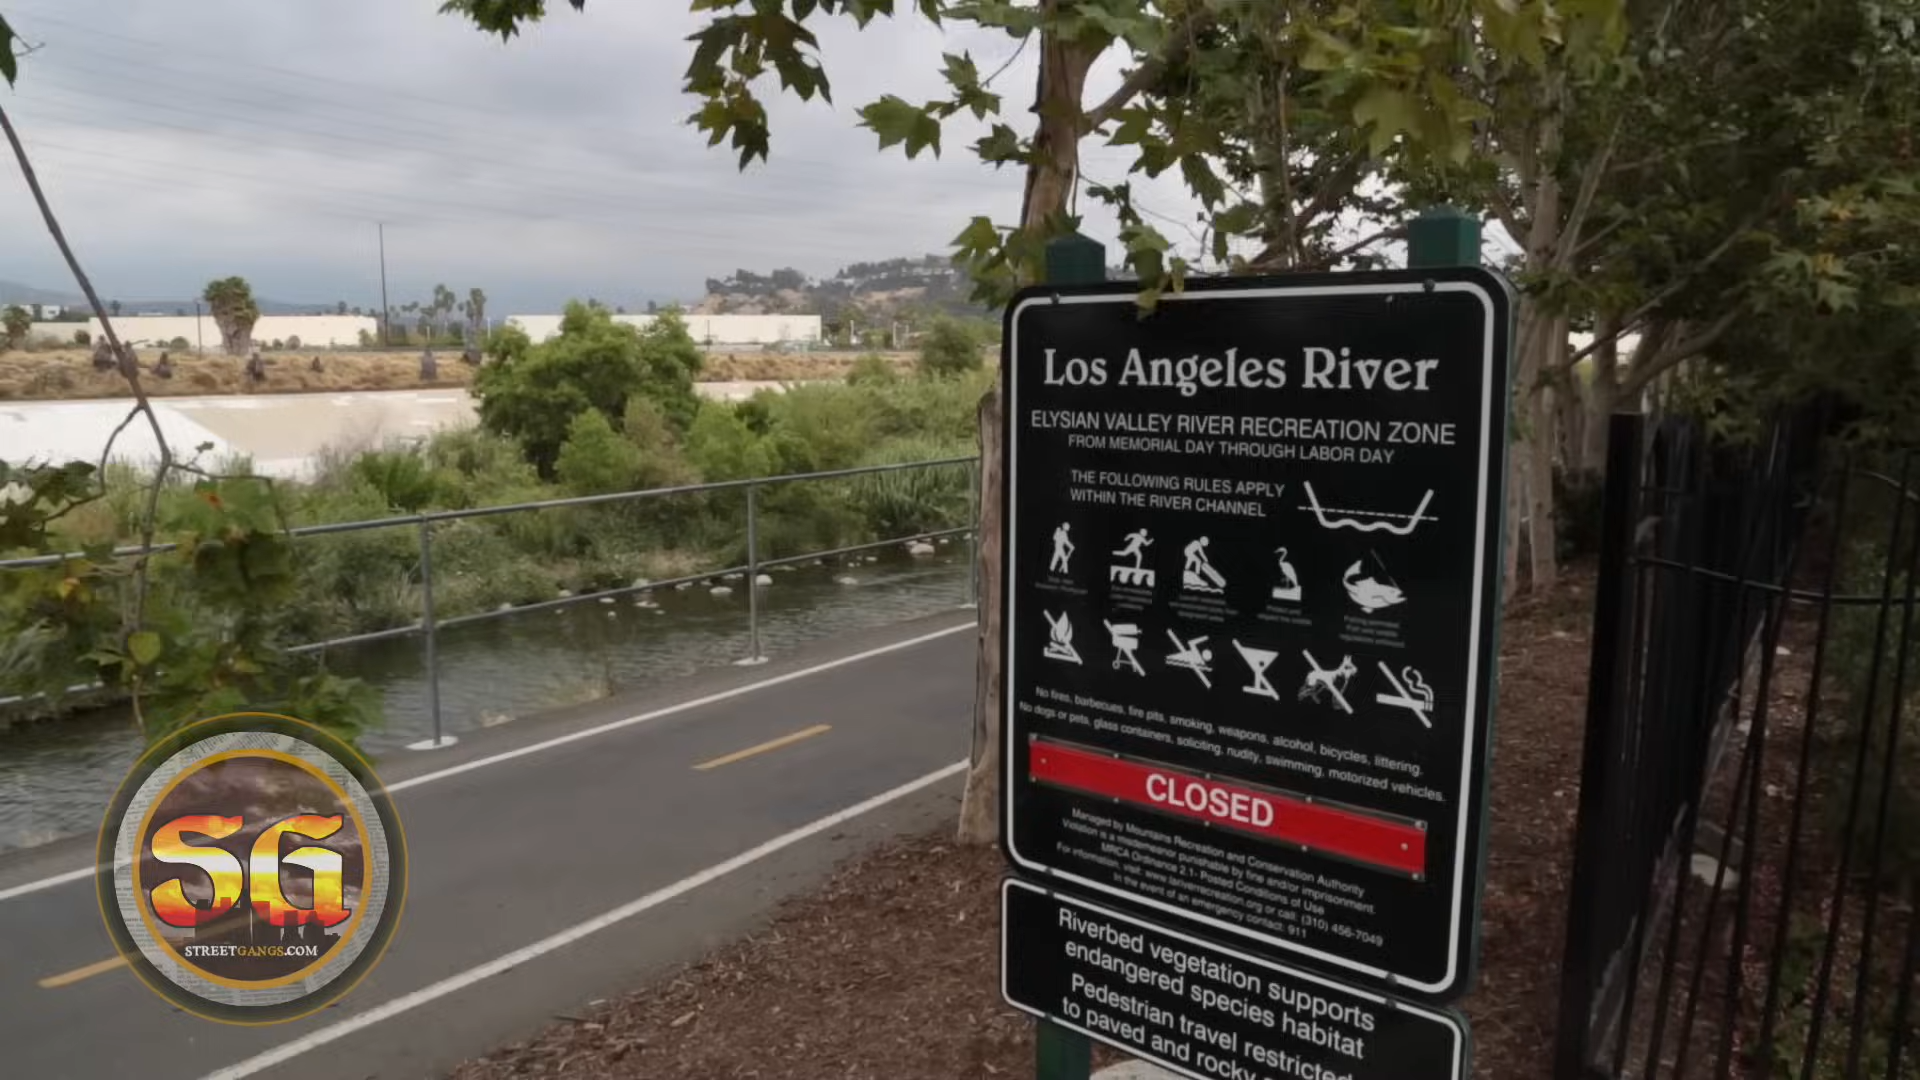 Los Angeles River
ELYSIAN VALLEY RIVER RECREATION ZONE
FROM MEMORIAL DAY THROUGH LABOR DAY
THE FOLLOWING RULES APPLY
WITHIN THE RIVER CHANNEL
No fires, barbecues, fire pits, smoking, weapons, alcohol, bicycles, littering.
No dogs or pets, glass containers, soliciting, nudity, swimming, motorized vehicles.
CLOSED
Managed by Mountains Recreation and Conservation Authority
Violation is a misdemeanor punishable by fine and/or imprisonment.
MRCA Ordinance 2.1- Posted Conditions of Use
For information, visit: www.lariverrecreation.org or call: (310) 456-7049
In the event of an emergency contact: 911
Riverbed vegetation supports
endangered species habitat
Pedestrian travel restricted
to paved and rocky
SG
STREETGANGS.COM